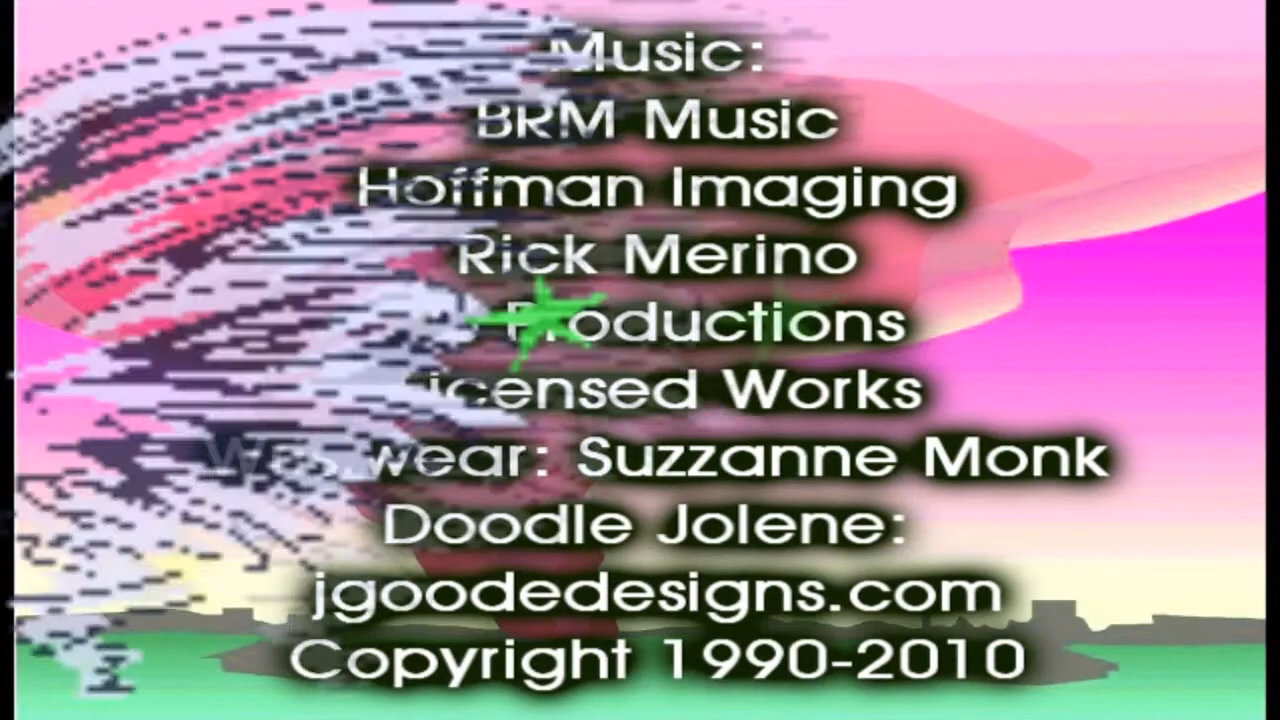 Music:
BRM Music
Hoffman Imaging
Rick Merino
Productions
Licensed Works
wear: Suzzanne Monk
Doodle Jolene:
jgoodedesigns.com
Copyright 1990-2010